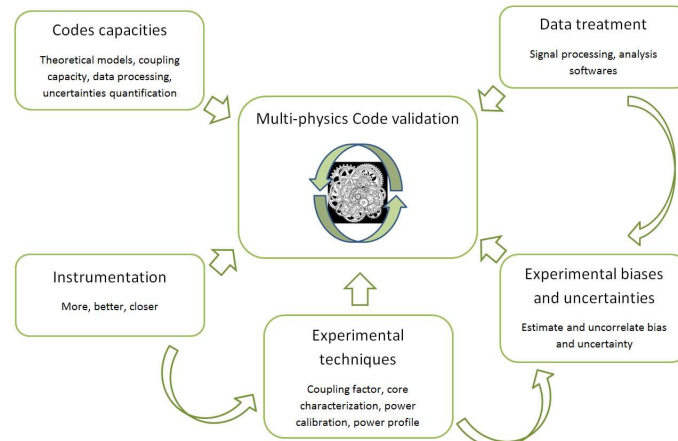 Codes capacities
Theoretical models, coupling
capacity, data processing,
uncertainties quantification
Data treatment
Signal processing, analysis
softwares
Multi-physics Code validation
Instrumentation
More, better, closer
Experimental biases
and uncertainties
Estimate and uncorrelate bias
and uncertainty
Experimental
techniques
Coupling factor, core
characterization, power
calibration, power profile